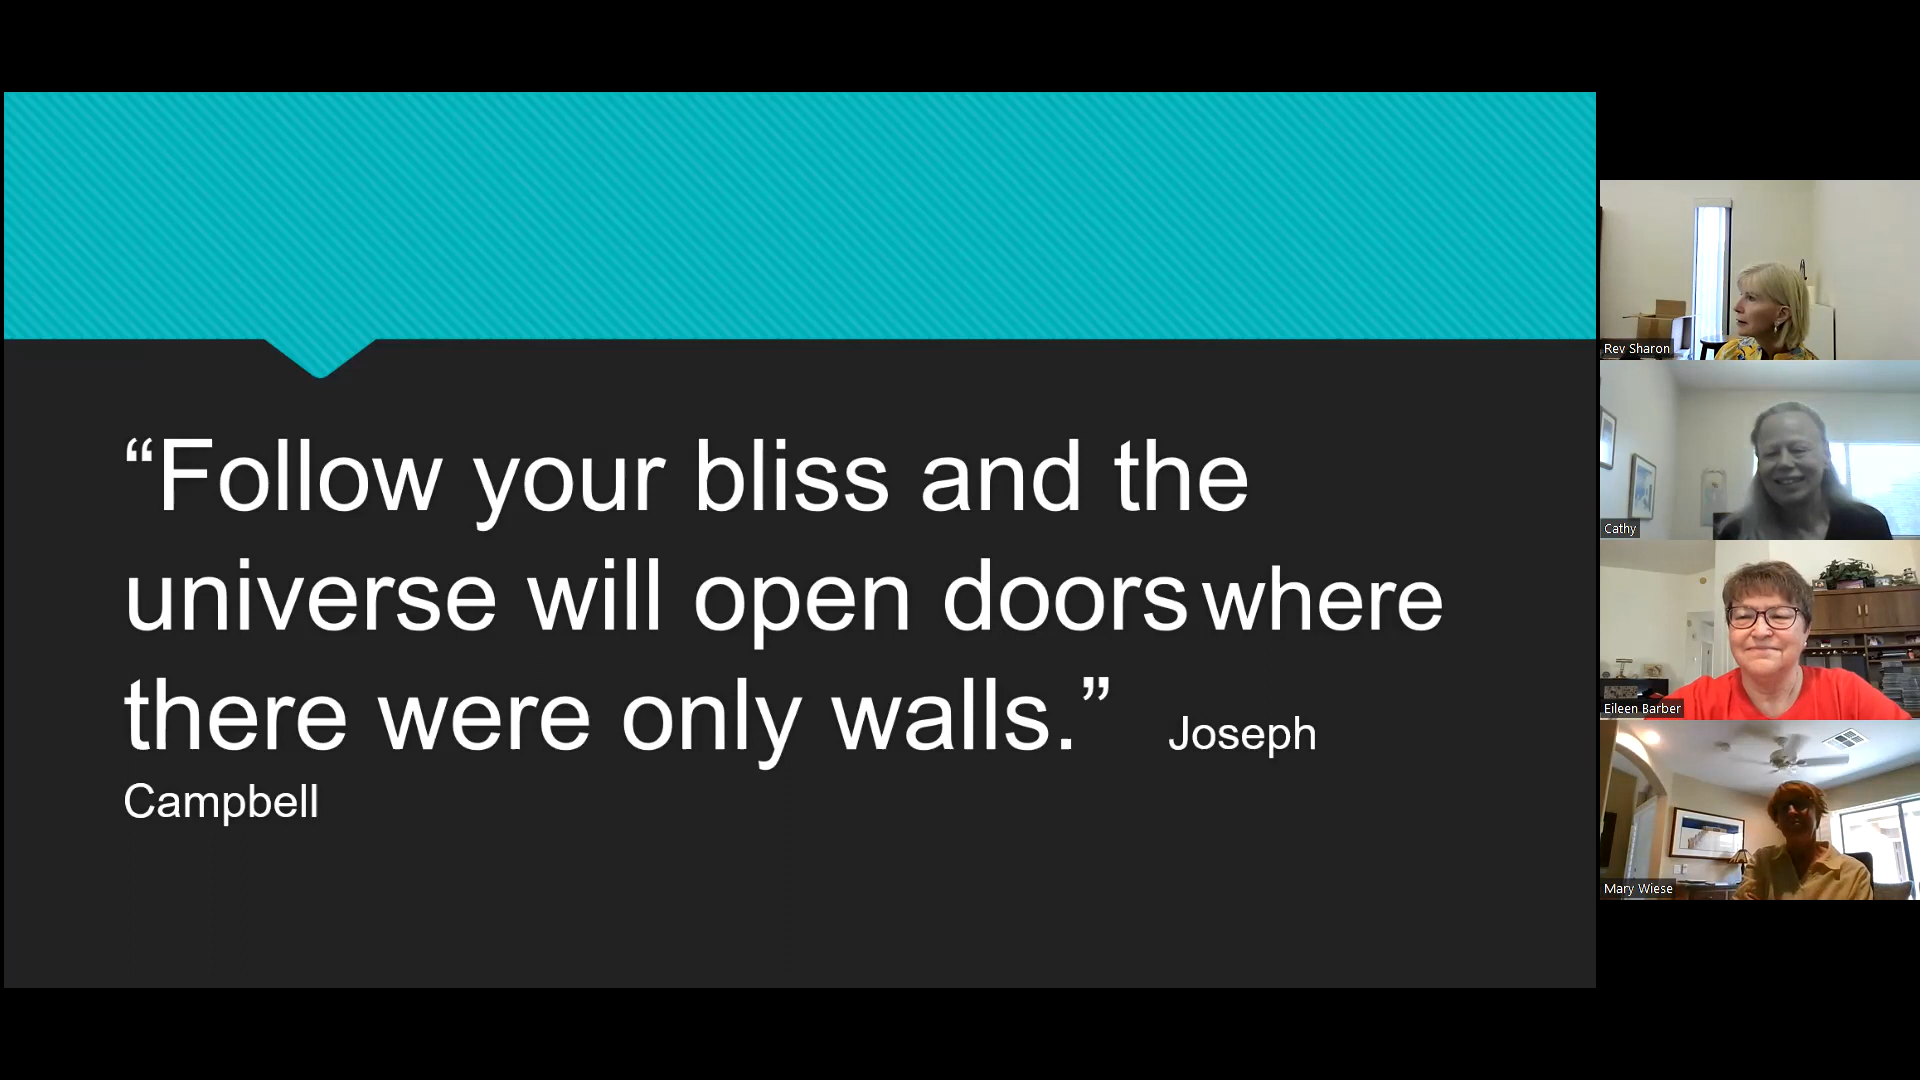 “Follow your bliss and the
universe will open doors where
there were only walls.” Joseph
Campbell
Rev Sharon
Cathy
Eileen Barber
Mary Wiese